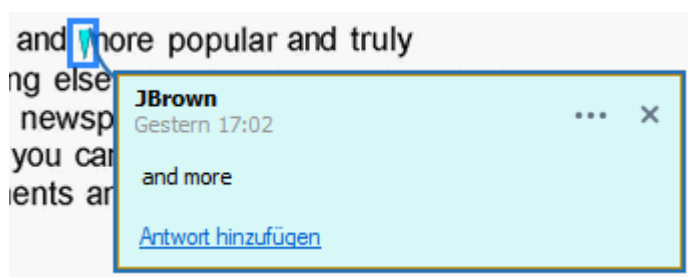 and more popular and truly
ng else
newsp
you can
ents ar
JBrown
Gestern 17:02
and more
Antwort hinzufügen